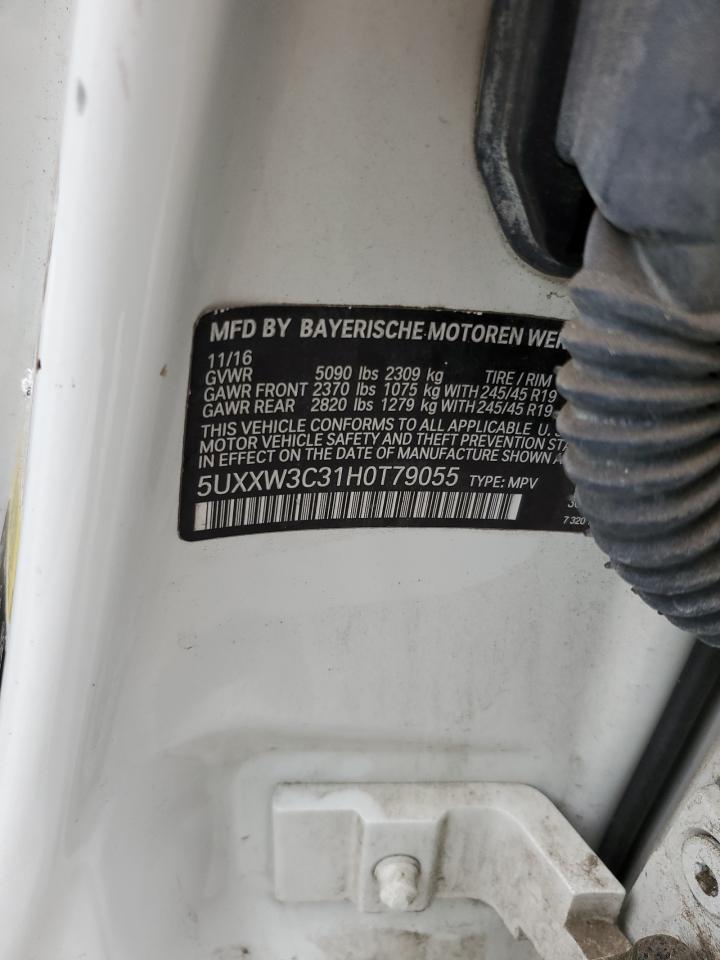 MFD BY BAYERISCHE MOTOREN
11/16
GVWR 5090 lbs 2309 kg TIRE / RIM
GAWR FRONT 2370 lbs 1075 kg WITH 245/45 R19
GAWR REAR 2820 lbs 1279 kg WITH 245/45 R19
THIS VEHICLE CONFORMS TO ALL APPLICABLE U.
MOTOR VEHICLE SAFETY AND THEFT PREVENTION
IN EFFECT ON THE DATE OF MANUFACTURE SHOWN
5UXXW3C31H0T79055 TYPE: MPV
7 320